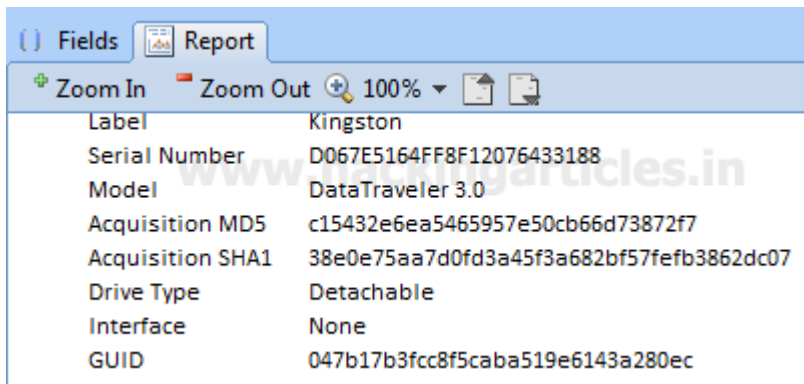 Fields Report
Zoom In Zoom Out 100%
Label Kingston
Serial Number D067E5164FF8F12076433188
www.hackingarticles.in
Model DataTraveler 3.0
Acquisition MD5 c15432e6ea5465957e50cb66d73872f7
Acquisition SHA1 38e0e75aa7d0fd3a45f3a682bf57fefb3862dc07
Drive Type Detachable
Interface None
GUID 047b17b3fcc8f5caba519e6143a280ec